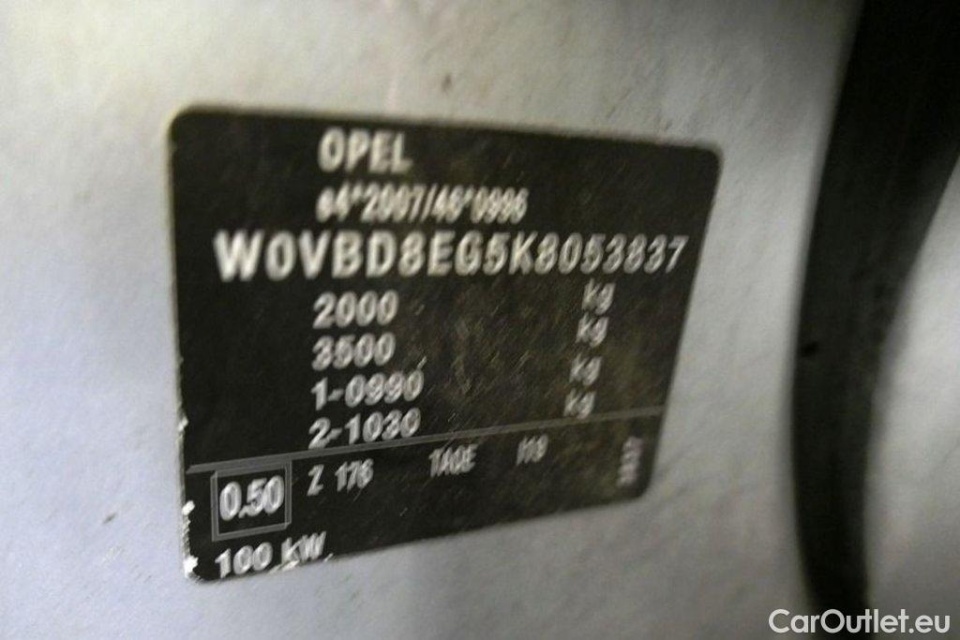 OPEL
e4*2007/46*0996
W0VBD8EG5K8053837
2000 kg
3500 kg
1-0990 kg
2-1030 kg
0.50 Z 176
100 kW
CarOutlet.eu